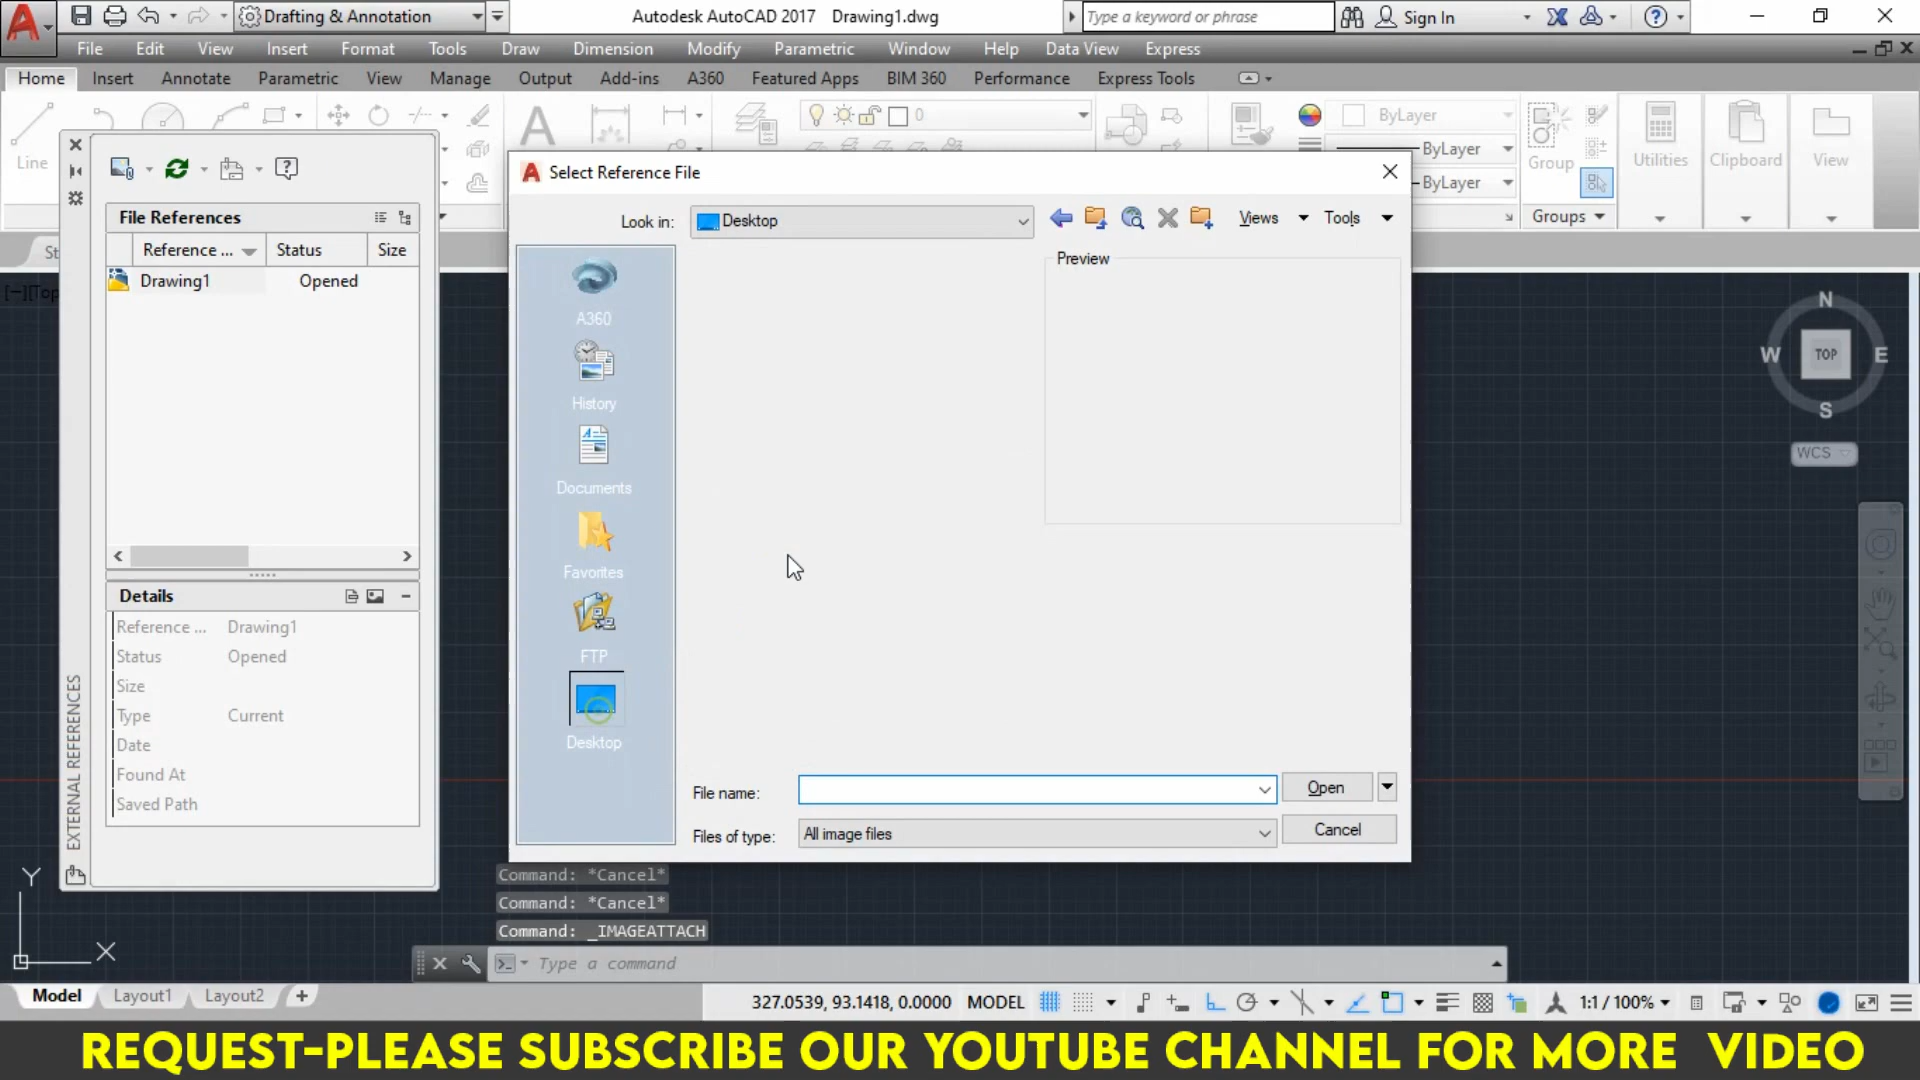 Drafting & Annotation
Autodesk AutoCAD 2017 Drawing1.dwg
Type a keyword or phrase
Sign In
File Edit View Insert Format Tools Draw Dimension Modify Parametric Window Help Data View Express
Home Insert Annotate Parametric View Manage Output Add-ins A360 Featured Apps BIM 360 Performance Express Tools
Line
0
ByLayer
ByLayer
ByLayer
Group
Groups
Utilities
Clipboard
View
File References
Reference ... Status Size
Drawing1 Opened
Details
Reference ... Drawing1
Status Opened
Size
Type Current
Date
Found At
Saved Path
EXTERNAL REFERENCES
Select Reference File
Look in: Desktop
Views Tools
Preview
A360
History
Documents
Favorites
FTP
Desktop
File name:
Open
Files of type: All image files
Cancel
[−][Top
N
W TOP E
S
WCS
Y
X
Command: *Cancel*
Command: *Cancel*
Command: _IMAGEATTACH
Type a command
Model Layout1 Layout2 +
327.0539, 93.1418, 0.0000 MODEL
1:1 / 100%
REQUEST-PLEASE SUBSCRIBE OUR YOUTUBE CHANNEL FOR MORE VIDEO